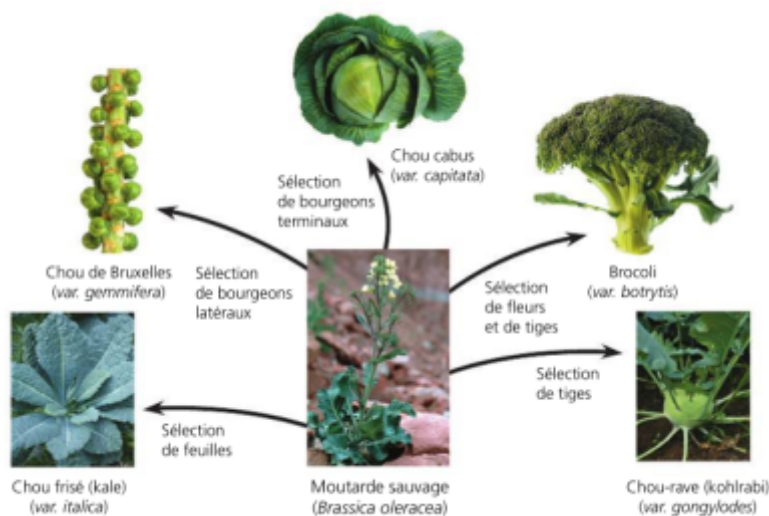 Chou cabus
(var. capitata)
Sélection
de bourgeons
terminaux
Chou de Bruxelles
(var. gemmifera)
Sélection
de bourgeons
latéraux
Brocoli
(var. botrytis)
Sélection
de fleurs
et de tiges
Sélection
de tiges
Sélection
de feuilles
Chou frisé (kale)
(var. italica)
Moutarde sauvage
(Brassica oleracea)
Chou-rave (kohlrabi)
(var. gongylodes)